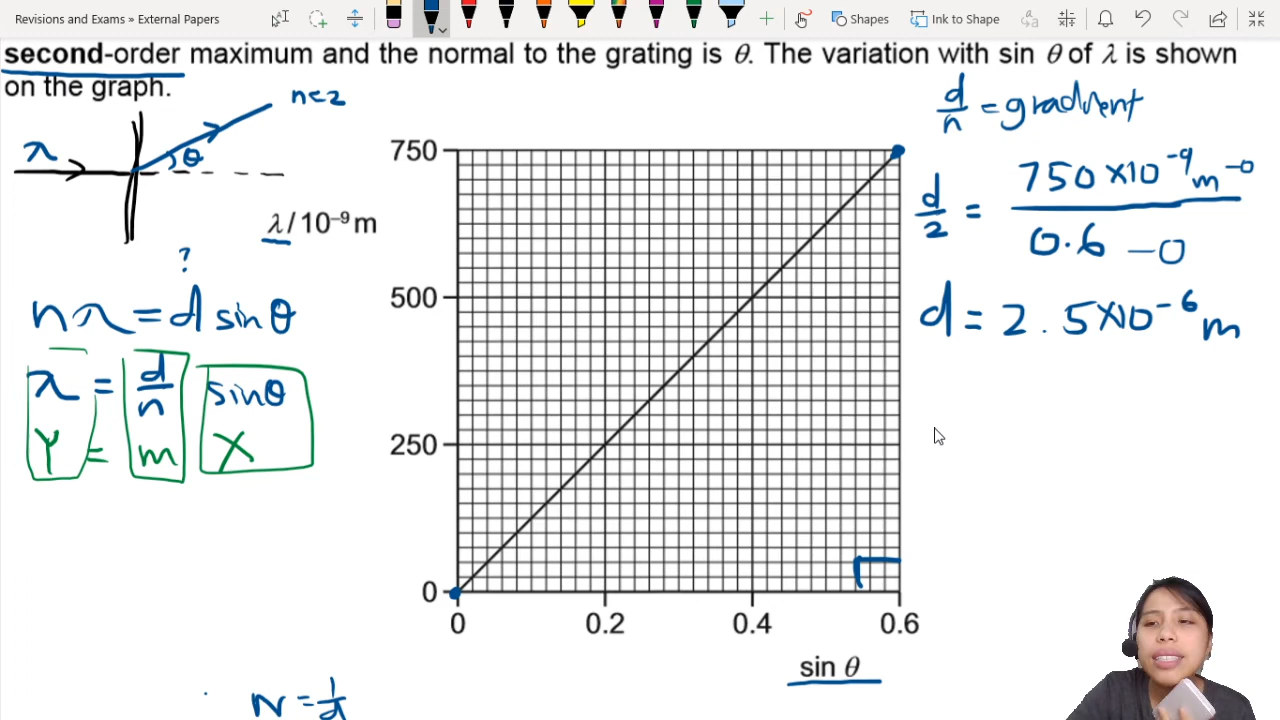 Revisions and Exams » External Papers
Shapes
Ink to Shape
second-order maximum and the normal to the grating is θ. The variation with sin θ of λ is shown
on the graph.
n=2
λ
θ
λ / 10⁻⁹ m
?
nλ = d sinθ
λ = d/n sinθ
Y = m X
750
500
250
0
0
0.2
0.4
0.6
sin θ
N = 1/d
d/n = gradient
d/2 = 750×10⁻⁹m -0 / 0.6 -0
d = 2.5×10⁻⁶ m